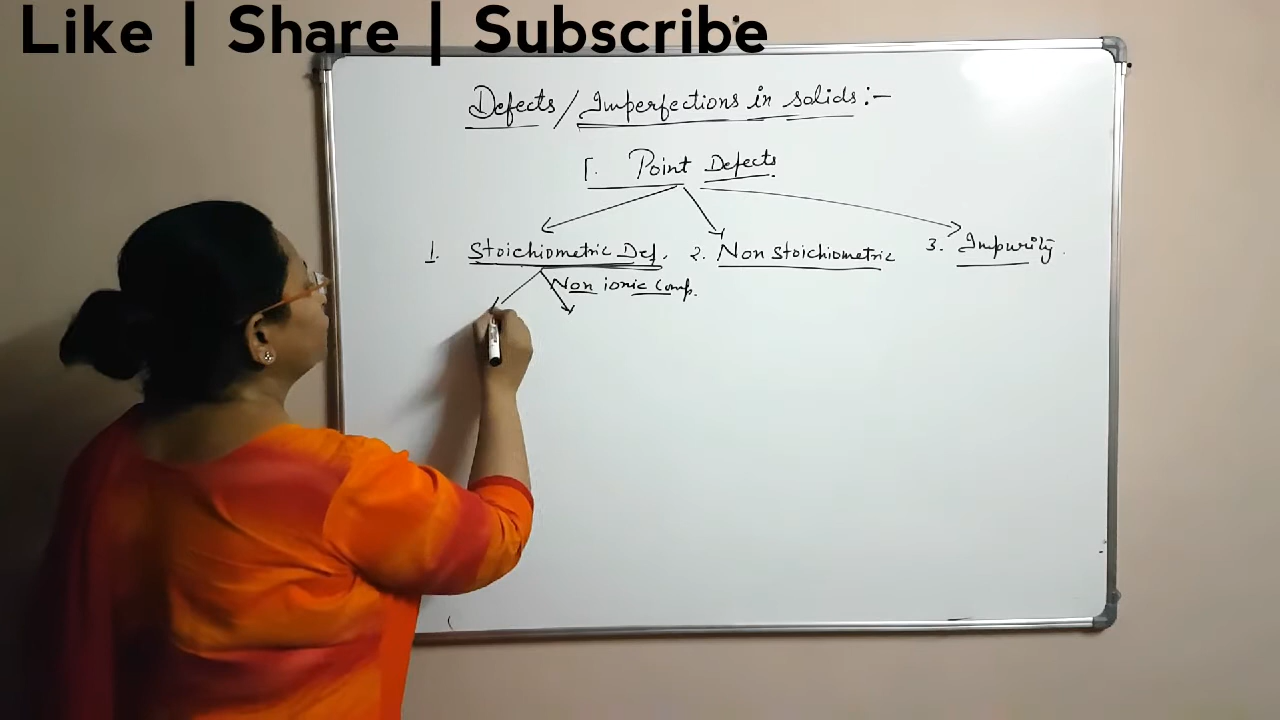 Like | Share | Subscribe
Defects / Imperfections in solids :-
1. Point Defects
1. Stoichiometric Def. 2. Non Stoichiometric 3. Impurity.
Non ionic Comp.